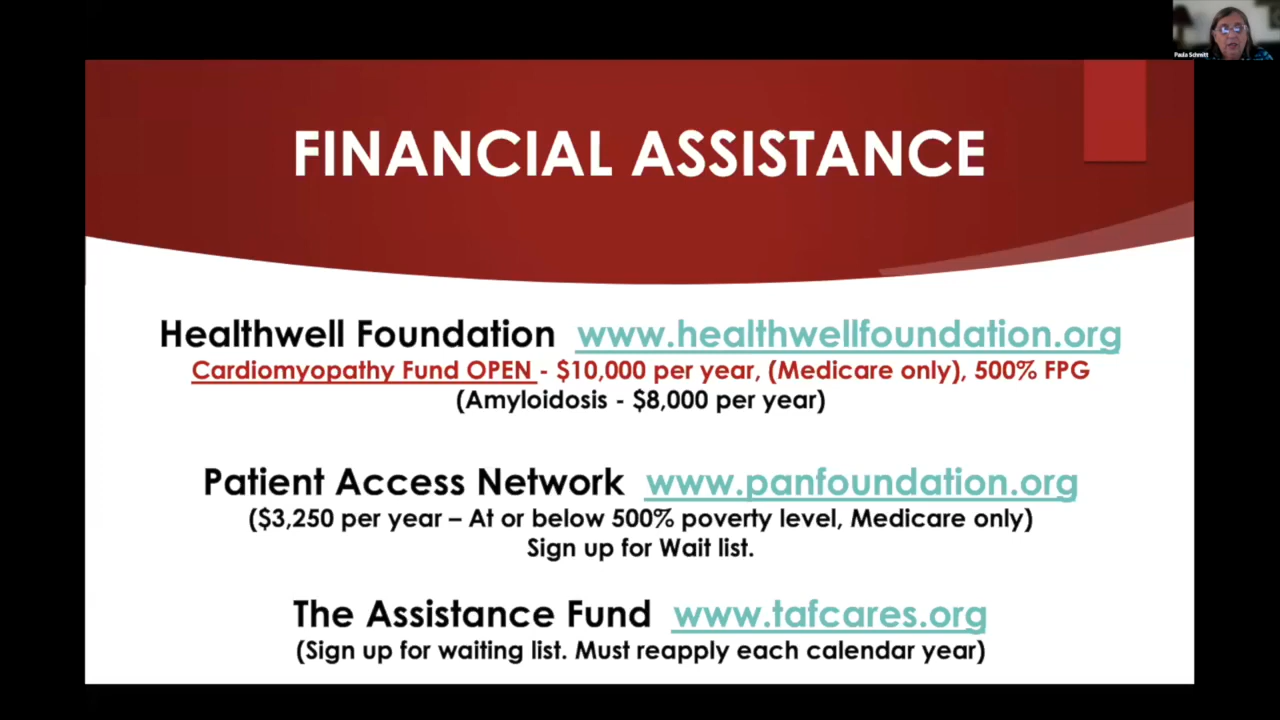 Paula Schmitt
FINANCIAL ASSISTANCE
Healthwell Foundation www.healthwellfoundation.org
Cardiomyopathy Fund OPEN - $10,000 per year, (Medicare only), 500% FPG
(Amyloidosis - $8,000 per year)
Patient Access Network www.panfoundation.org
($3,250 per year – At or below 500% poverty level, Medicare only)
Sign up for Wait list.
The Assistance Fund www.tafcares.org
(Sign up for waiting list. Must reapply each calendar year)